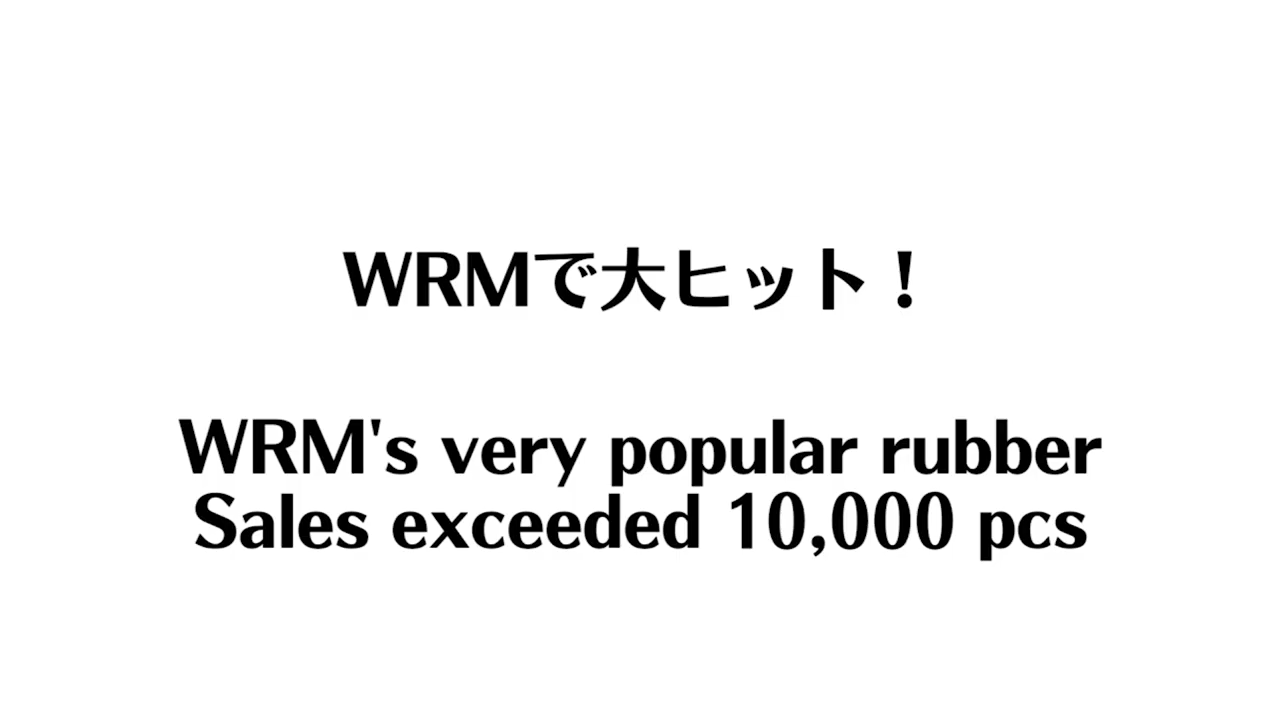 WRMで大ヒット！
WRM's very popular rubber
Sales exceeded 10,000 pcs